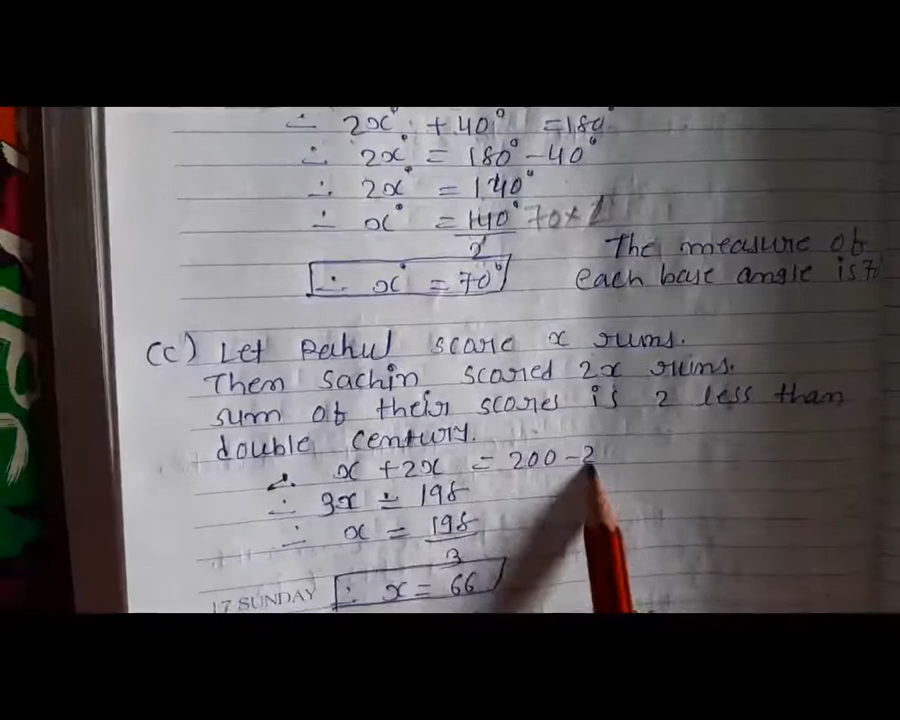 ∴ 2x° + 40° = 180°
∴ 2x° = 180° - 40°
∴ 2x° = 140°
∴ x° = 140° 70×2
2
∴ x° = 70°
The measure of
each base angle is 70
(c) Let Rahul score x runs.
Then Sachin scored 2x runs.
sum of their scores is 2 less than
double century.
∴ x + 2x = 200 - 2
∴ 3x = 198
∴ x = 198
3
∴ x = 66
17 SUNDAY